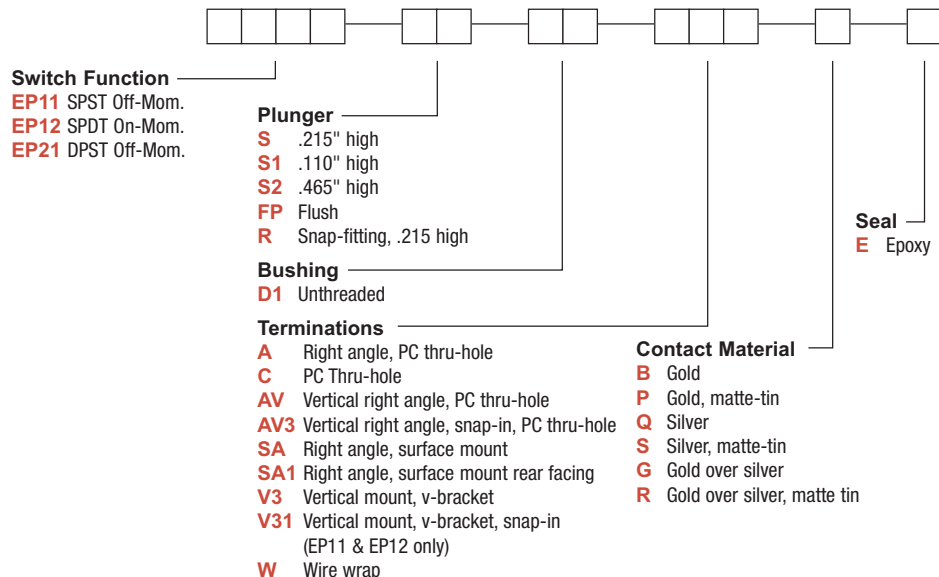 Switch Function
EP11 SPST Off-Mom.
EP12 SPDT On-Mom.
EP21 DPST Off-Mom.
Plunger
S .215" high
S1 .110" high
S2 .465" high
FP Flush
R Snap-fitting, .215 high
Bushing
D1 Unthreaded
Terminations
A Right angle, PC thru-hole
C PC Thru-hole
AV Vertical right angle, PC thru-hole
AV3 Vertical right angle, snap-in, PC thru-hole
SA Right angle, surface mount
SA1 Right angle, surface mount rear facing
V3 Vertical mount, v-bracket
V31 Vertical mount, v-bracket, snap-in
(EP11 & EP12 only)
W Wire wrap
Contact Material
B Gold
P Gold, matte-tin
Q Silver
S Silver, matte-tin
G Gold over silver
R Gold over silver, matte tin
Seal
E Epoxy